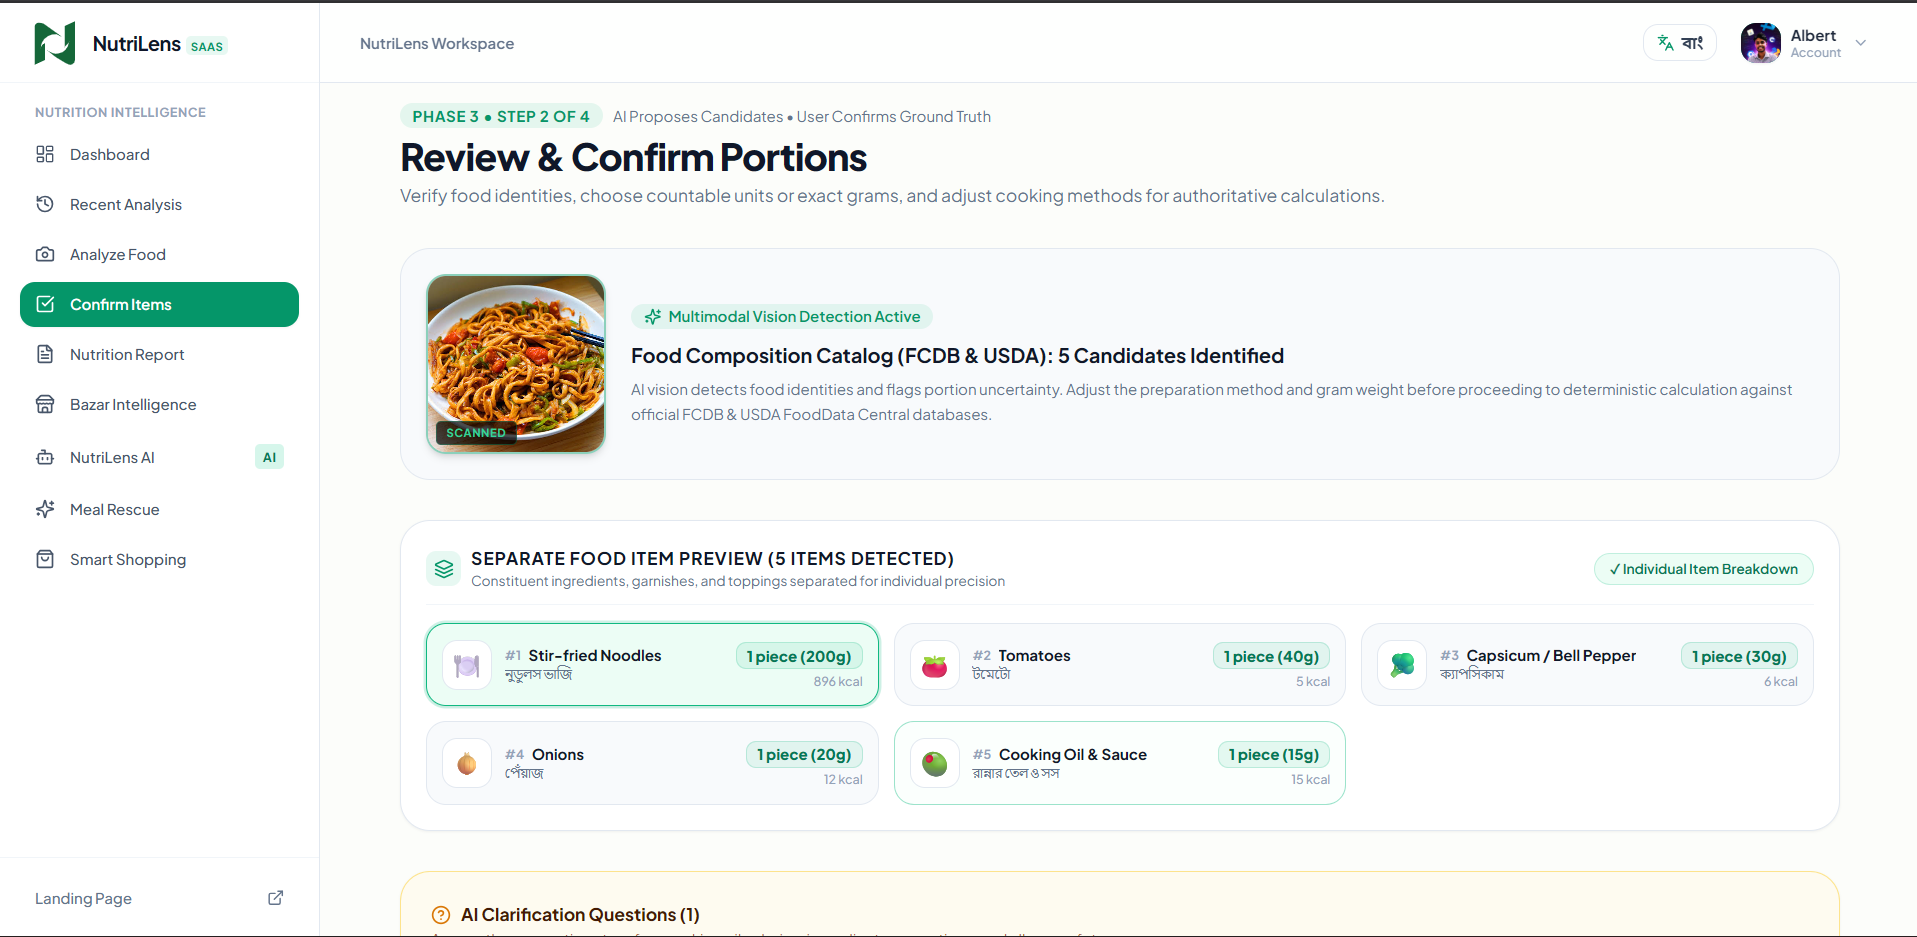 NutriLens SAAS
NutriLens Workspace
বাং
Albert
Account
NUTRITION INTELLIGENCE
Dashboard
Recent Analysis
Analyze Food
Confirm Items
Nutrition Report
Bazar Intelligence
NutriLens AI AI
Meal Rescue
Smart Shopping
Landing Page
PHASE 3 • STEP 2 OF 4 AI Proposes Candidates • User Confirms Ground Truth
Review & Confirm Portions
Verify food identities, choose countable units or exact grams, and adjust cooking methods for authoritative calculations.
SCANNED
Multimodal Vision Detection Active
Food Composition Catalog (FCDB & USDA): 5 Candidates Identified
AI vision detects food identities and flags portion uncertainty. Adjust the preparation method and gram weight before proceeding to deterministic calculation against
official FCDB & USDA FoodData Central databases.
SEPARATE FOOD ITEM PREVIEW (5 ITEMS DETECTED)
Constituent ingredients, garnishes, and toppings separated for individual precision
✓ Individual Item Breakdown
#1 Stir-fried Noodles 1 piece (200g)
নুডুলস ভাজি 896 kcal
#2 Tomatoes 1 piece (40g)
টমেটো 5 kcal
#3 Capsicum / Bell Pepper 1 piece (30g)
ক্যাপসিকাম 6 kcal
#4 Onions 1 piece (20g)
পেঁয়াজ 12 kcal
#5 Cooking Oil & Sauce 1 piece (15g)
রান্নার তেল ও সস 15 kcal
AI Clarification Questions (1)